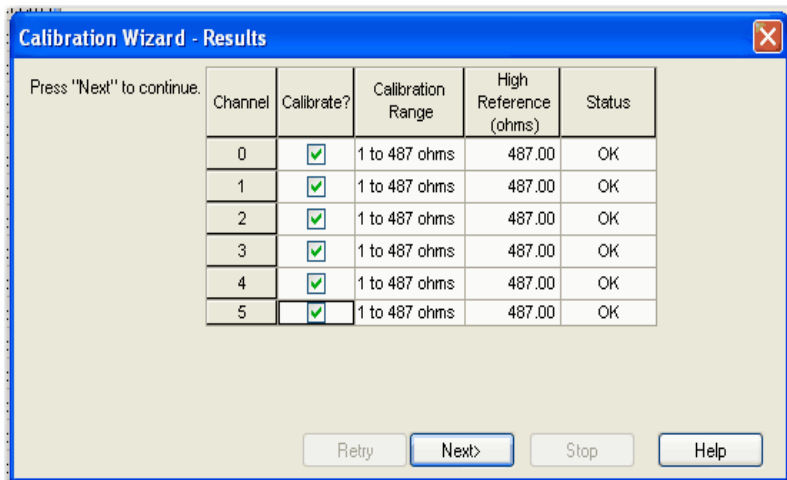 Calibration Wizard - Results
Press "Next" to continue.
Channel Calibrate? Calibration Range High Reference (ohms) Status
0 1 to 487 ohms 487.00 OK
1 1 to 487 ohms 487.00 OK
2 1 to 487 ohms 487.00 OK
3 1 to 487 ohms 487.00 OK
4 1 to 487 ohms 487.00 OK
5 1 to 487 ohms 487.00 OK
Retry Next> Stop Help